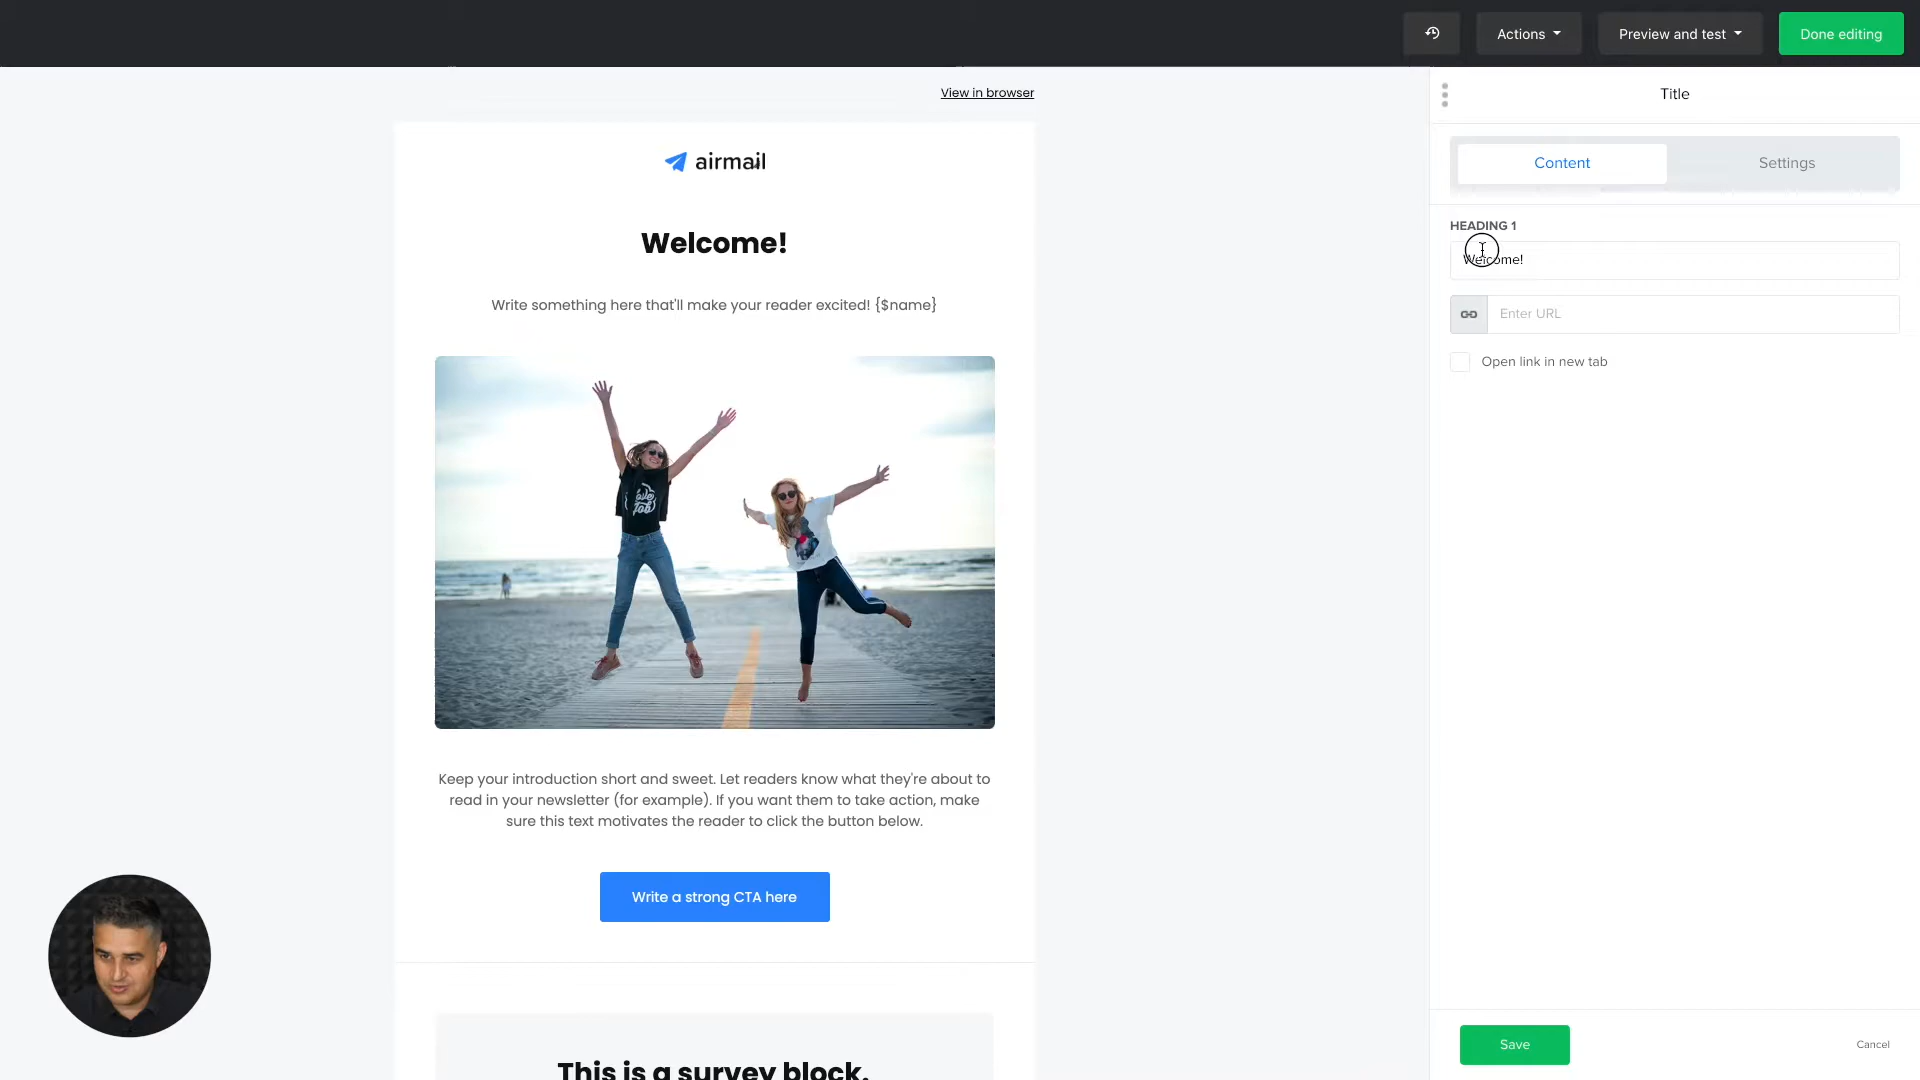 Actions
Preview and test
Done editing
View in browser
Title
airmail
Content
Settings
Welcome!
HEADING 1
Welcome!
Write something here that'll make your reader excited! {$name}
Enter URL
Open link in new tab
Keep your introduction short and sweet. Let readers know what they're about to
read in your newsletter (for example). If you want them to take action, make
sure this text motivates the reader to click the button below.
Write a strong CTA here
This is a survey block.
Save
Cancel